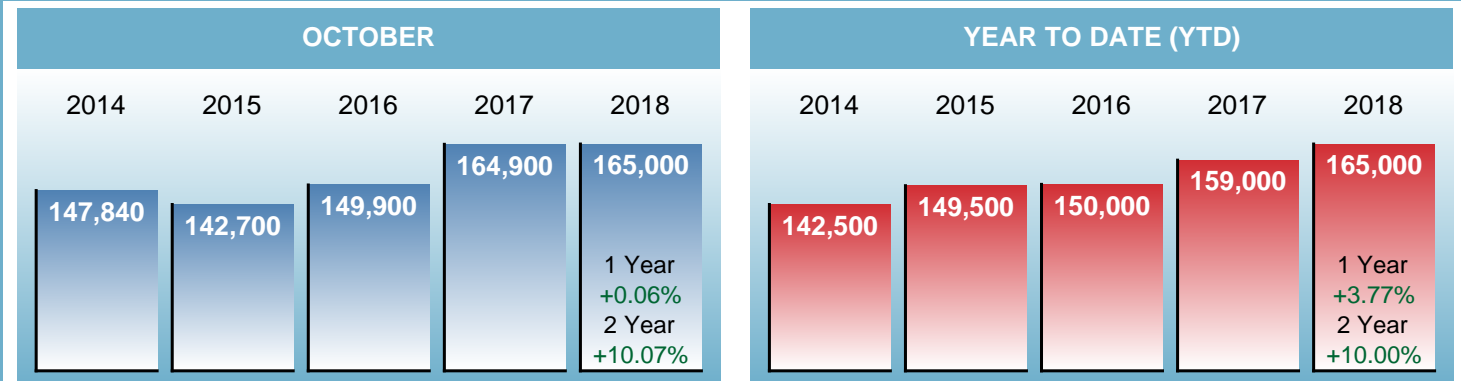 OCTOBER
2014 2015 2016 2017 2018
147,840 142,700 149,900 164,900 165,000
1 Year
+0.06%
2 Year
+10.07%
YEAR TO DATE (YTD)
2014 2015 2016 2017 2018
142,500 149,500 150,000 159,000 165,000
1 Year
+3.77%
2 Year
+10.00%